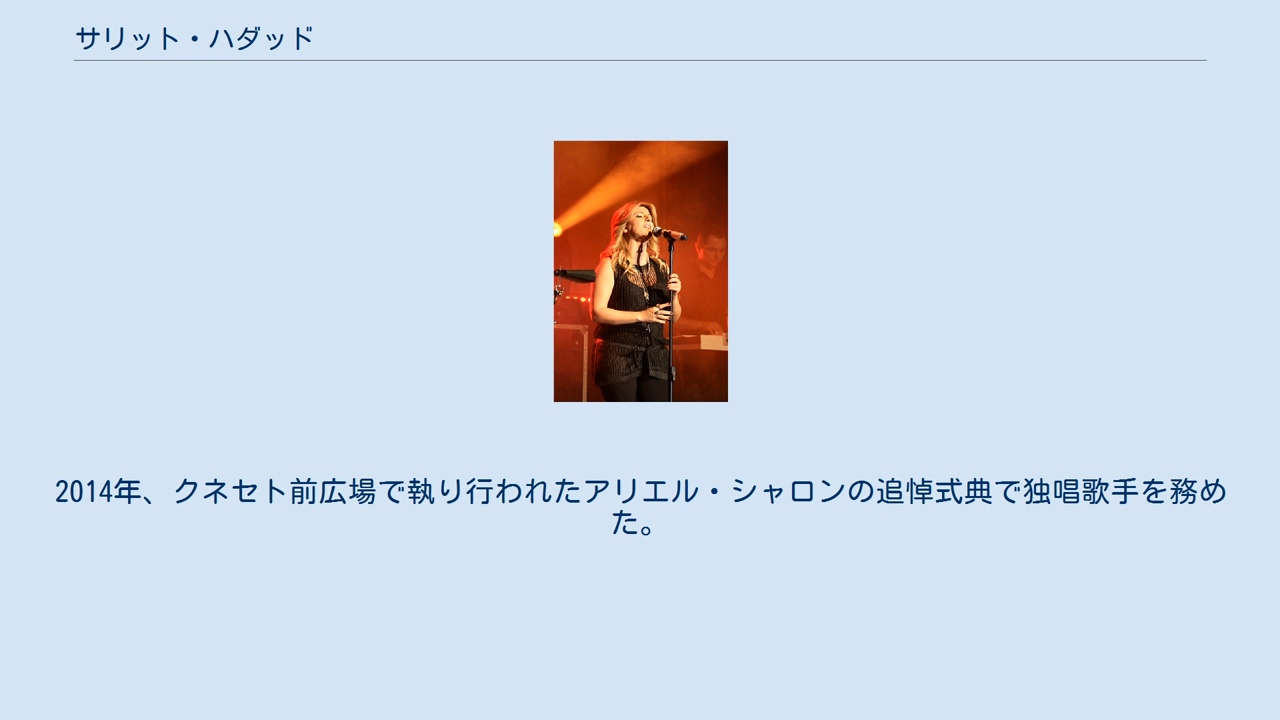 サリット・ハダッド
2014年、クネセト前広場で執り行われたアリエル・シャロンの追悼式典で独唱歌手を務め
た。